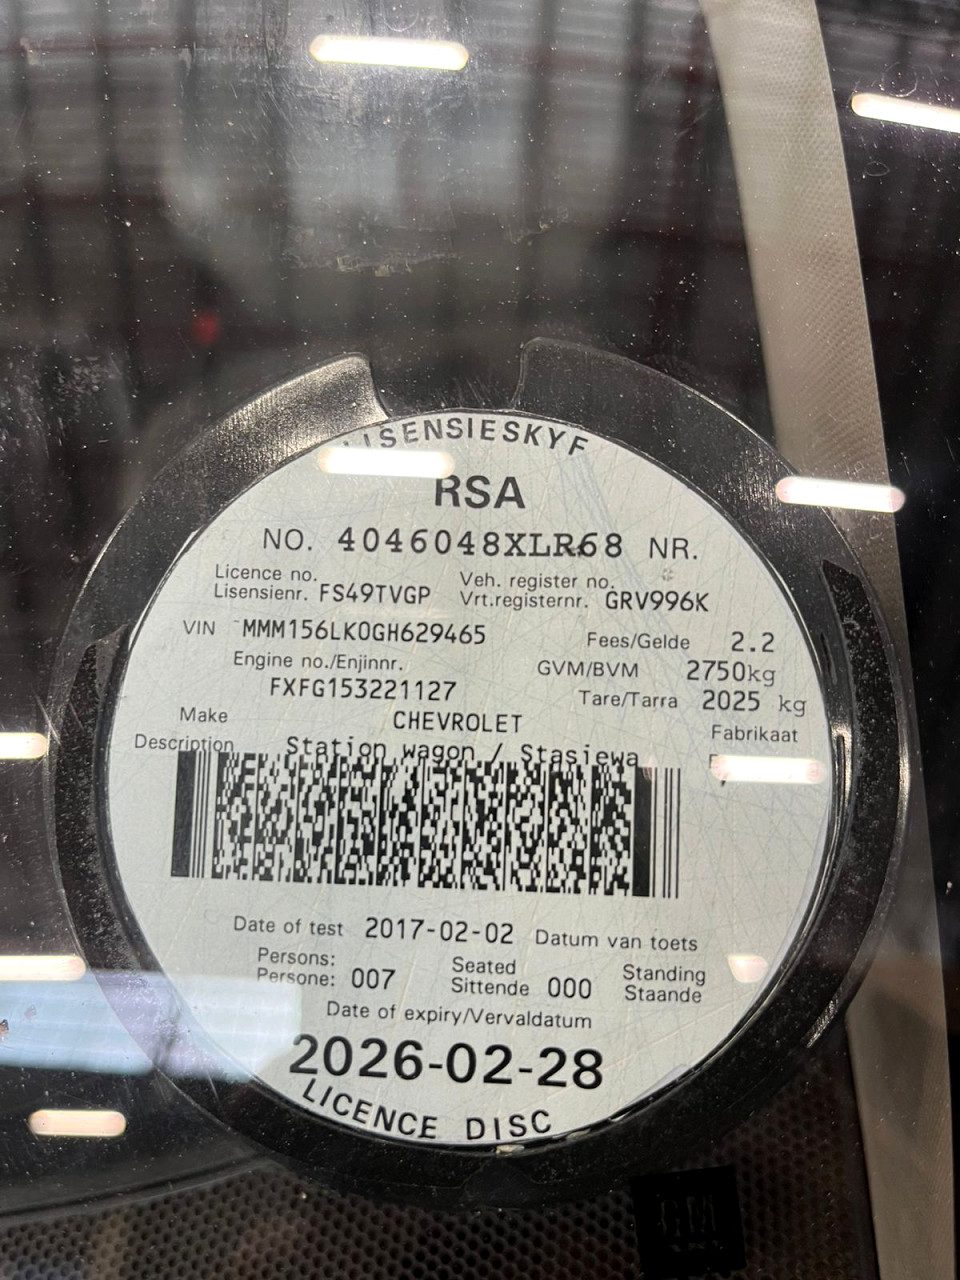 LISENSIESKYF
RSA
NO. 4046048XLR68 NR.
Licence no. Veh. register no.
Lisensienr. FS49TVGP Vrt.registernr. GRV996K
VIN MMM156LK0GH629465 Fees/Gelde 2.2
Engine no./Enjinnr. GVM/BVM 2750kg
FXFG153221127 Tare/Tarra 2025 kg
Make CHEVROLET Fabrikaat
Description Station wagon / Stasiewa
Date of test 2017-02-02 Datum van toets
Persons: Seated Standing
Persone: 007 Sittende 000 Staande
Date of expiry/Vervaldatum
2026-02-28
LICENCE DISC
GM